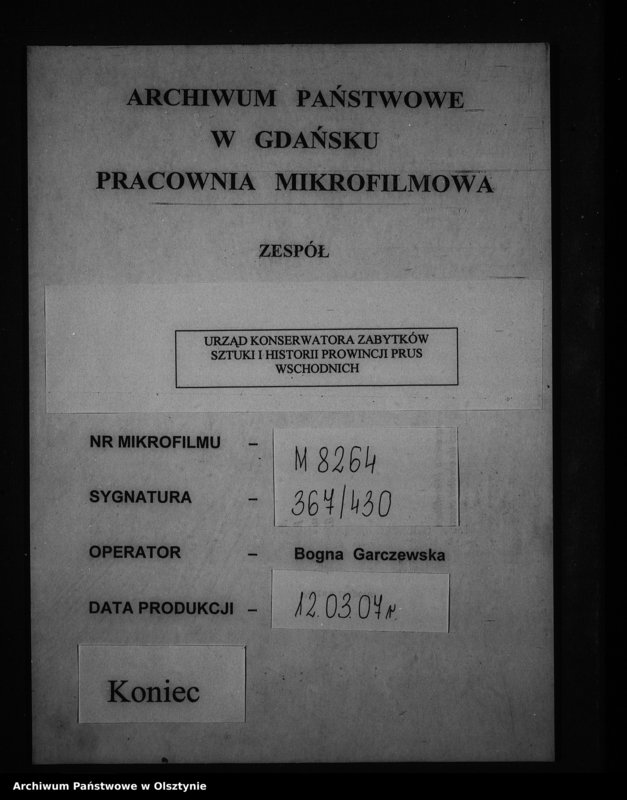 ARCHIWUM PAŃSTWOWE
W GDAŃSKU
PRACOWNIA MIKROFILMOWA
ZESPÓŁ
URZĄD KONSERWATORA ZABYTKÓW
SZTUKI I HISTORII PROWINCJI PRUS
WSCHODNICH
NR MIKROFILMU – M 8264
SYGNATURA – 367/430
OPERATOR – Bogna Garczewska
DATA PRODUKCJI – 12.03.07 r.
Koniec
Archiwum Państwowe w Olsztynie